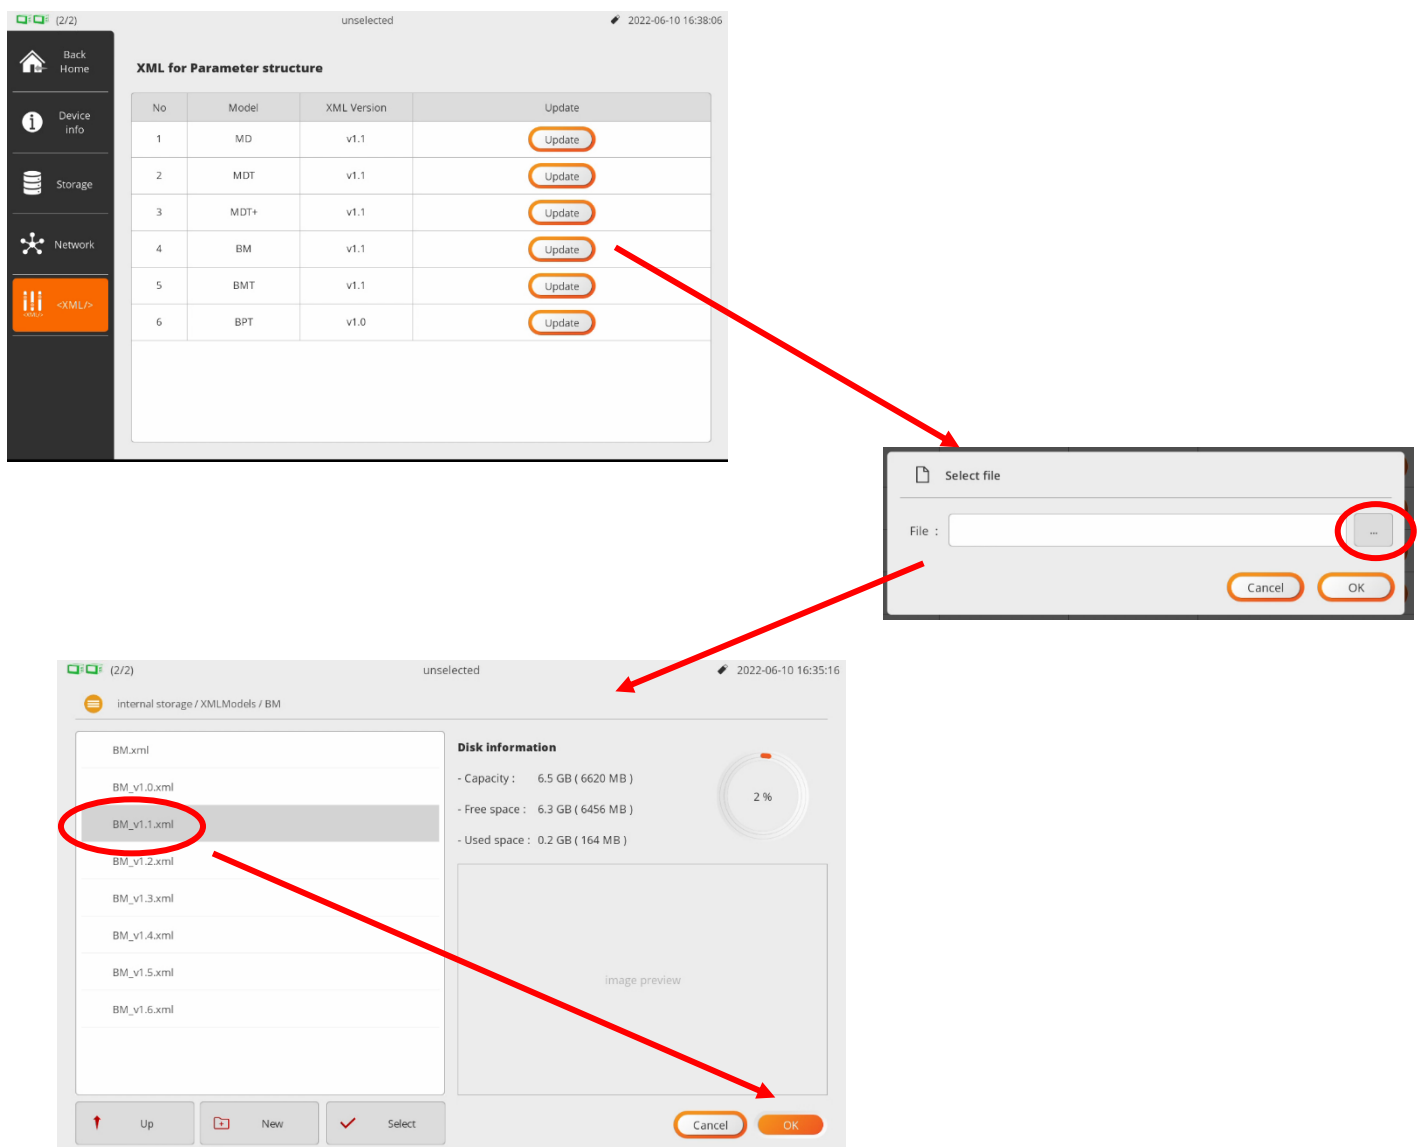 (2/2) unselected 2022-06-10 16:38:06
Back
Home
Device
info
Storage
Network
<XML/>
<XML/>
XML for Parameter structure
No Model XML Version Update
1 MD v1.1 Update
2 MDT v1.1 Update
3 MDT+ v1.1 Update
4 BM v1.1 Update
5 BMT v1.1 Update
6 BPT v1.0 Update
Select file
File : ...
Cancel OK
(2/2) unselected 2022-06-10 16:35:16
internal storage / XMLModels / BM
BM.xml
BM_v1.0.xml
BM_v1.1.xml
BM_v1.2.xml
BM_v1.3.xml
BM_v1.4.xml
BM_v1.5.xml
BM_v1.6.xml
Disk information
- Capacity : 6.5 GB ( 6620 MB )
- Free space : 6.3 GB ( 6456 MB )
- Used space : 0.2 GB ( 164 MB )
2 %
image preview
Up New Select
Cancel OK